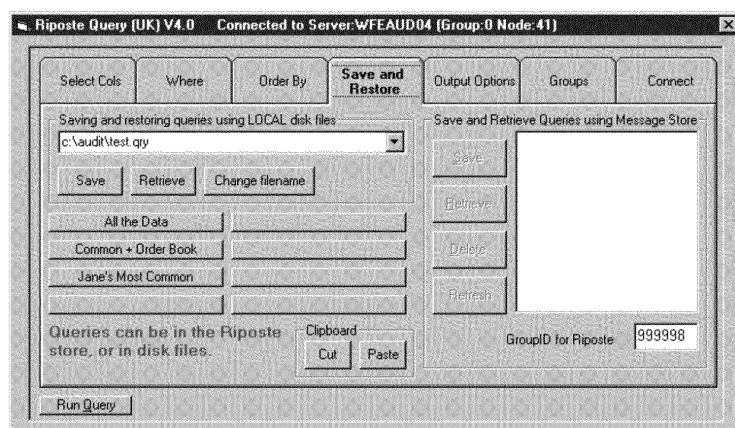 Riposte Query (UK) V4.0 Connected to Server:WFEAUD04 (Group:0 Node:41)
Select Cols Where Order By Save and Restore Output Options Groups Connect
Saving and restoring queries using LOCAL disk files
c:\audit\test.qry
Save Retrieve Change filename
All the Data
Common + Order Book
Jane's Most Common
Queries can be in the Riposte
store, or in disk files.
Clipboard
Cut Paste
Save and Retrieve Queries using Message Store
Save
Retrieve
Delete
Refresh
GroupID for Riposte 999998
Run Query